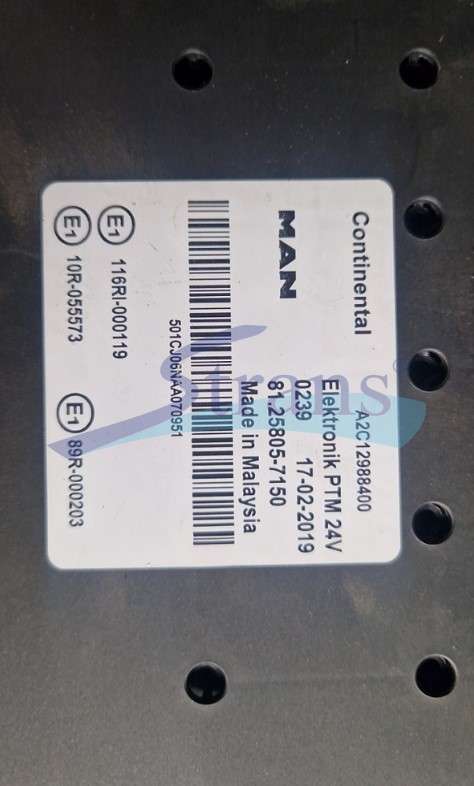 Continental
A2C12988400
Elektronik PTM 24V
MAN
0239 17-02-2019
81.25805-7150
Made in Malaysia
501CJ06NAA070951
E1 116RI-000119
E1 10R-055573
E1 89R-000203
Strans